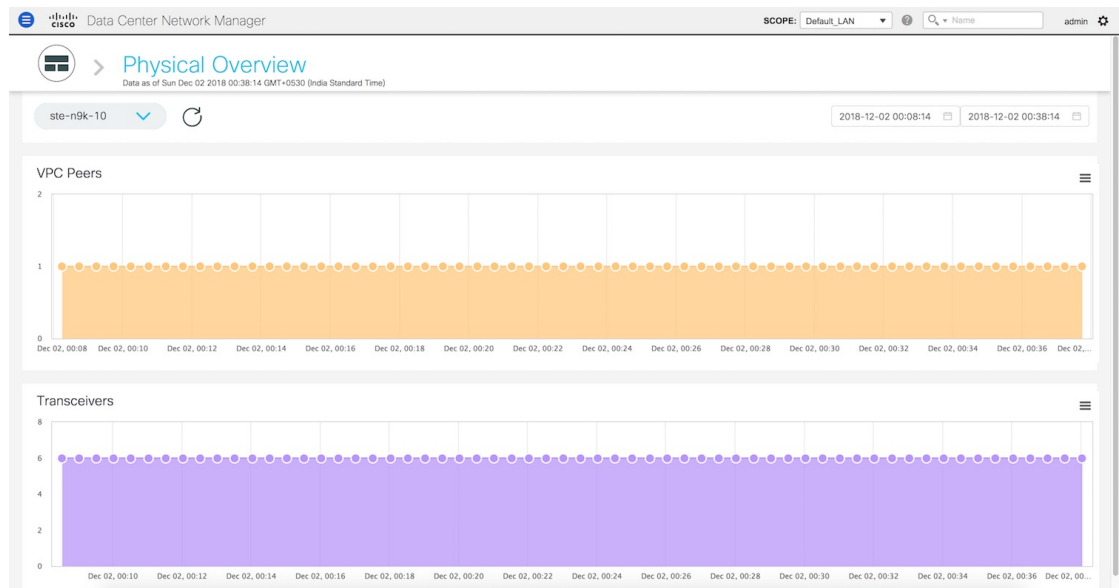 cisco Data Center Network Manager SCOPE: Default_LAN ? Name admin
Physical Overview
Data as of Sun Dec 02 2018 00:38:14 GMT+0530 (India Standard Time)
ste-n9k-10 2018-12-02 00:08:14 2018-12-02 00:38:14
VPC Peers
2
1
0
Dec 02, 00:08 Dec 02, 00:10 Dec 02, 00:12 Dec 02, 00:14 Dec 02, 00:16 Dec 02, 00:18 Dec 02, 00:20 Dec 02, 00:22 Dec 02, 00:24 Dec 02, 00:26 Dec 02, 00:28 Dec 02, 00:30 Dec 02, 00:32 Dec 02, 00:34 Dec 02, 00:36 Dec 02,...
Transceivers
8
6
4
2
0
Dec 02, 00:10 Dec 02, 00:12 Dec 02, 00:14 Dec 02, 00:16 Dec 02, 00:18 Dec 02, 00:20 Dec 02, 00:22 Dec 02, 00:24 Dec 02, 00:26 Dec 02, 00:28 Dec 02, 00:30 Dec 02, 00:32 Dec 02, 00:34 Dec 02, 00:36 Dec 02, 00...